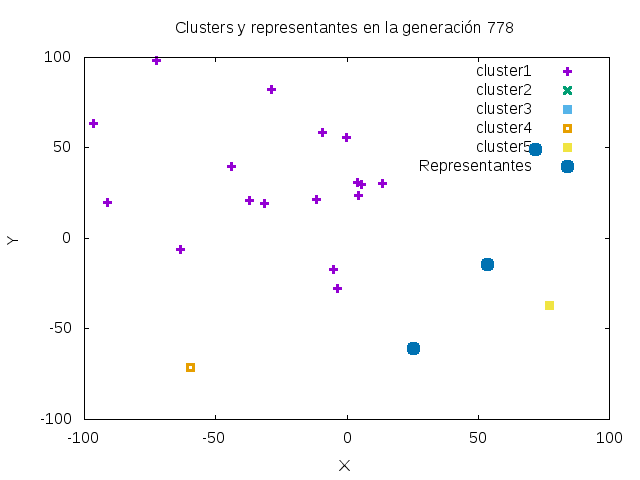 Clusters y representantes en la generación 778
100
50
0
-50
-100
Y
cluster1
cluster2
cluster3
cluster4
cluster5
Representantes
-100
-50
0
50
100
X